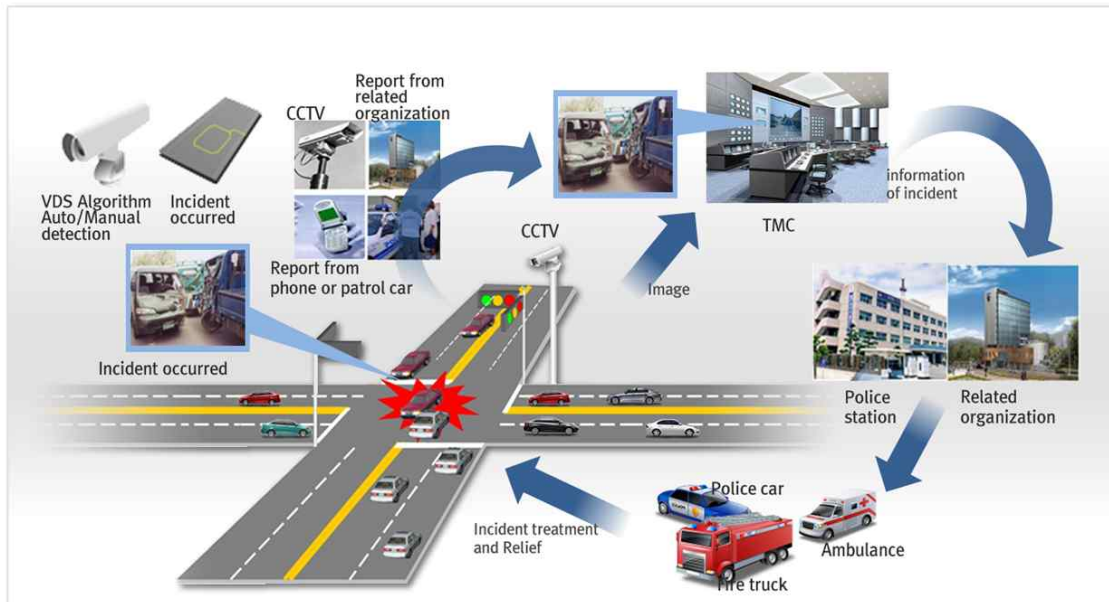 Report from
related
organization
CCTV
VDS Algorithm
Auto/Manual
detection
Incident
occurred
Report from
phone or patrol car
CCTV
Image
TMC
information
of incident
Incident occurred
Police
station
Related
organization
Police car
Ambulance
Fire truck
Incident treatment
and Relief